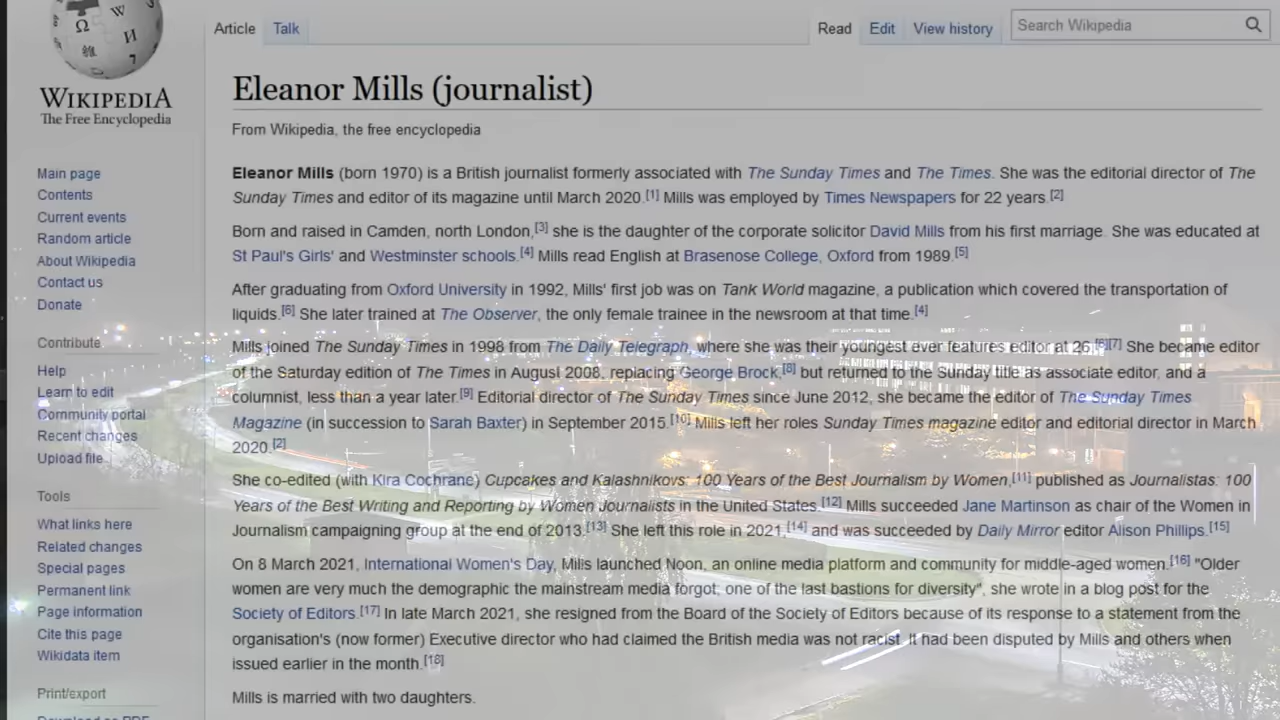 Ω W И 7
WIKIPEDIA
The Free Encyclopedia
Main page
Contents
Current events
Random article
About Wikipedia
Contact us
Donate
Contribute
Help
Learn to edit
Community portal
Recent changes
Upload file
Tools
What links here
Related changes
Special pages
Permanent link
Page information
Cite this page
Wikidata item
Print/export
Article Talk Read Edit View history Search Wikipedia
Eleanor Mills (journalist)
From Wikipedia, the free encyclopedia
Eleanor Mills (born 1970) is a British journalist formerly associated with The Sunday Times and The Times. She was the editorial director of The
Sunday Times and editor of its magazine until March 2020.[1] Mills was employed by Times Newspapers for 22 years.[2]
Born and raised in Camden, north London,[3] she is the daughter of the corporate solicitor David Mills from his first marriage. She was educated at
St Paul's Girls' and Westminster schools.[4] Mills read English at Brasenose College, Oxford from 1989.[5]
After graduating from Oxford University in 1992, Mills' first job was on Tank World magazine, a publication which covered the transportation of
liquids.[6] She later trained at The Observer, the only female trainee in the newsroom at that time.[4]
Mills joined The Sunday Times in 1998 from The Daily Telegraph, where she was their youngest ever features editor at 26.[6][7] She became editor
of the Saturday edition of The Times in August 2008, replacing George Brock,[8] but returned to the Sunday title as associate editor, and a
columnist, less than a year later.[9] Editorial director of The Sunday Times since June 2012, she became the editor of The Sunday Times
Magazine (in succession to Sarah Baxter) in September 2015.[10] Mills left her roles Sunday Times magazine editor and editorial director in March
2020.[2]
She co-edited (with Kira Cochrane) Cupcakes and Kalashnikovs: 100 Years of the Best Journalism by Women,[11] published as Journalistas: 100
Years of the Best Writing and Reporting by Women Journalists in the United States.[12] Mills succeeded Jane Martinson as chair of the Women in
Journalism campaigning group at the end of 2013.[13] She left this role in 2021,[14] and was succeeded by Daily Mirror editor Alison Phillips.[15]
On 8 March 2021, International Women's Day, Mills launched Noon, an online media platform and community for middle-aged women.[16] "Older
women are very much the demographic the mainstream media forgot; one of the last bastions for diversity", she wrote in a blog post for the
Society of Editors.[17] In late March 2021, she resigned from the Board of the Society of Editors because of its response to a statement from the
organisation's (now former) Executive director who had claimed the British media was not racist. It had been disputed by Mills and others when
issued earlier in the month.[18]
Mills is married with two daughters.